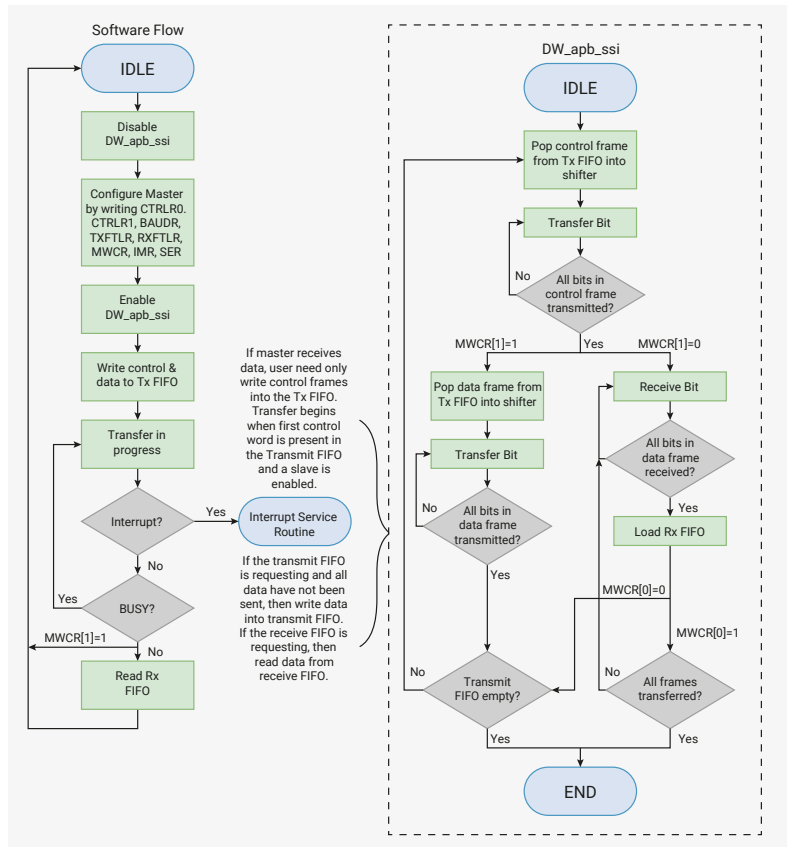 Software Flow
IDLE
Disable
DW_apb_ssi
Configure Master
by writing CTRLR0.
CTRLR1, BAUDR,
TXFTLR, RXFTLR,
MWCR, IMR, SER
Enable
DW_apb_ssi
Write control &
data to Tx FIFO
Transfer in
progress
Interrupt?
Yes
Interrupt Service
Routine
No
BUSY?
Yes
MWCR[1]=1
No
Read Rx
FIFO
If master receives
data, user need only
write control frames
into the Tx FIFO.
Transfer begins
when first control
word is present in
the Transmit FIFO
and a slave is
enabled.
If the transmit FIFO
is requesting and all
data have not been
sent, then write data
into transmit FIFO.
If the receive FIFO is
requesting, then
read data from
receive FIFO.
DW_apb_ssi
IDLE
Pop control frame
from Tx FIFO into
shifter
Transfer Bit
No
All bits in
control frame
transmitted?
MWCR[1]=1
Yes
MWCR[1]=0
Pop data frame from
Tx FIFO into shifter
Transfer Bit
No
All bits in
data frame
transmitted?
Yes
Receive Bit
All bits in
data frame
received?
Yes
Load Rx FIFO
MWCR[0]=0
MWCR[0]=1
No
Transmit
FIFO empty?
Yes
No
All frames
transferred?
Yes
END